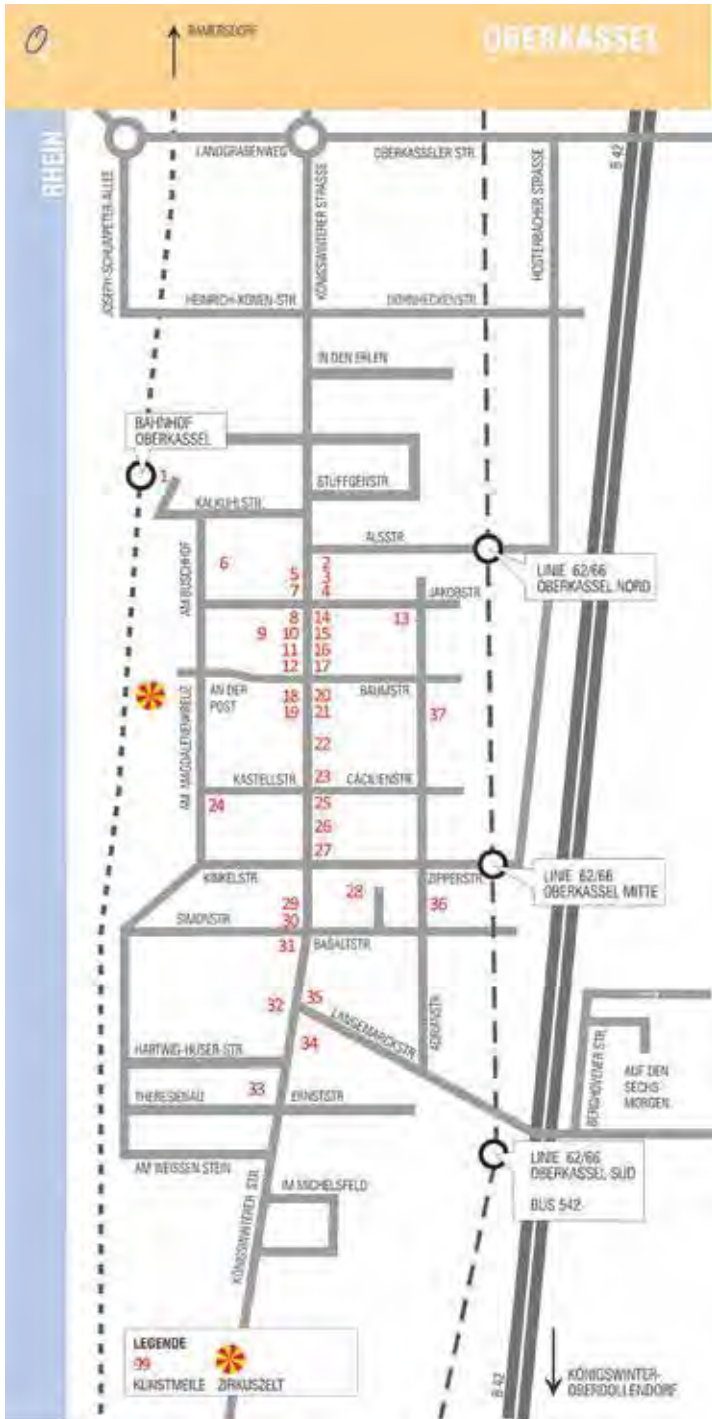 RAMERSDORF
OBERKASSEL
RHEIN
LANDGRABENWEG
OBERKASSELER STR.
B 42
JOSEPH-SCHUMPETER-ALLEE
KÖNIGSWINTERER STRASSE
HOSTERBACHER STRASSE
HEINRICH-KONEN-STR.
DORNHECKENSTR.
IN DEN ERLEN
BAHNHOF
OBERKASSEL
1
STÜFFGENSTR.
KALKUHLSTR.
ALSSTR.
LINIE 62/66
OBERKASSEL NORD
AM BUSCHHOF
6
2
5 3
7 4
JAKOBSTR.
8 14 13
9 10 15
11 16
12 17
AN DER
POST
BAUMSTR.
18 20
19 21
37
22
AM MAGDALENENKREUZ
KASTELLSTR.
23
CÄCILIENSTR.
24
25
26
27
KINKELSTR.
ZIPPERSTR.
LINIE 62/66
OBERKASSEL MITTE
29 28 36
30
SIMONSTR.
31
BASALTSTR.
32
35
LANGEMARCKSTR.
ADRIANSTR.
34
HARTWIG-HÜSER-STR.
33
THERESIENAU
ERNSTSTR.
BERGHOVENER STR.
AUF DEN
SECHS
MORGEN
AM WEISSEN STEIN
LINIE 62/66
OBERKASSEL SÜD
BUS 542
IM MICHELSFELD
KÖNIGSWINTERER STR.
LEGENDE
99
KUNSTMEILE ZIRKUSZELT
B 42
KÖNIGSWINTER-
OBERDOLLENDORF